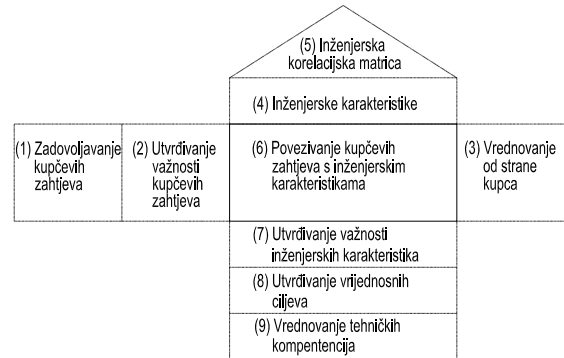 (5) Inženjerska
korelacijska matrica
(4) Inženjerske karakteristike
(1) Zadovoljavanje
kupčevih
zahtjeva
(2) Utvrđivanje
važnosti
kupčevih
zahtjeva
(6) Povezivanje kupčevih
zahtjeva s inženjerskim
karakteristikama
(3) Vrednovanje
od strane
kupca
(7) Utvrđivanje važnosti
inženjerskih karakteristika
(8) Utvrđivanje vrijednosnih
ciljeva
(9) Vrednovanje tehničkih
kompentencija